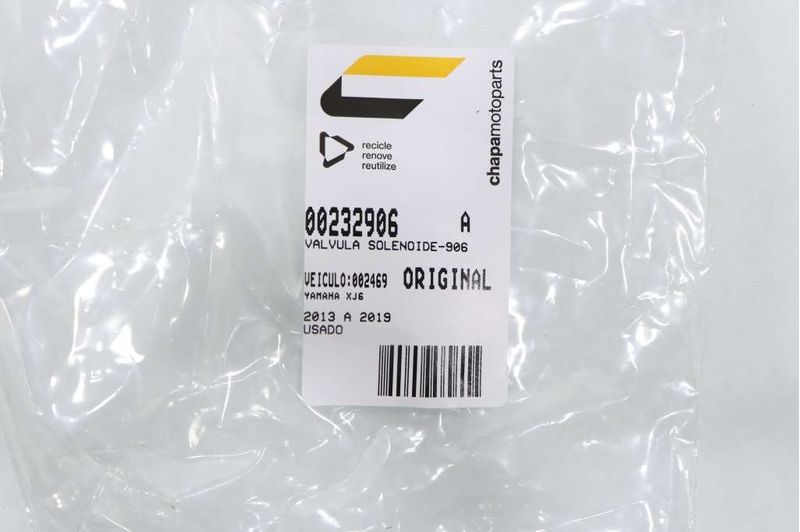 chapamotoparts
recicle
renove
reutilize
00232906 A
VALVULA SOLENOIDE-906
VEICULO:002469 ORIGINAL
YAMAHA XJ6
2013 A 2019
USADO